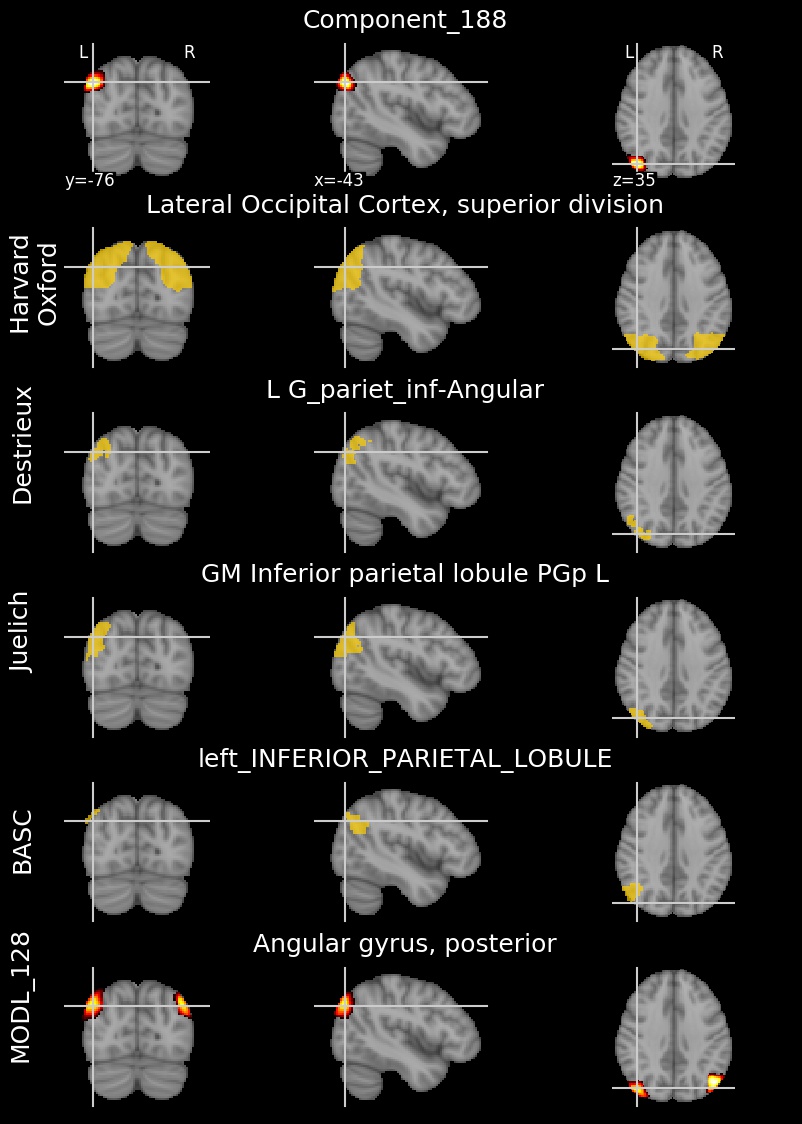 Component_188
L R L R
y=-76 x=-43 z=35
Lateral Occipital Cortex, superior division
Harvard
Oxford
L G_pariet_inf-Angular
Destrieux
GM Inferior parietal lobule PGp L
Juelich
left_INFERIOR_PARIETAL_LOBULE
BASC
Angular gyrus, posterior
MODL_128